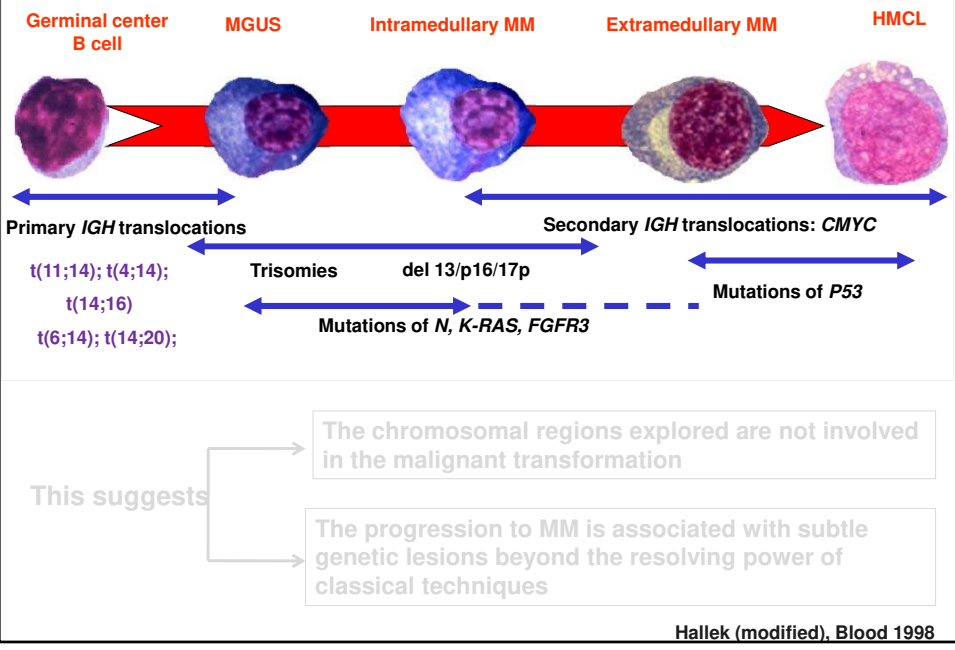 Germinal center
B cell
MGUS
Intramedullary MM
Extramedullary MM
HMCL
Primary IGH translocations
Secondary IGH translocations: CMYC
t(11;14); t(4;14);
t(14;16)
t(6;14); t(14;20);
Trisomies
del 13/p16/17p
Mutations of P53
Mutations of N, K-RAS, FGFR3
This suggests
The chromosomal regions explored are not involved
in the malignant transformation
The progression to MM is associated with subtle
genetic lesions beyond the resolving power of
classical techniques
Hallek (modified), Blood 1998